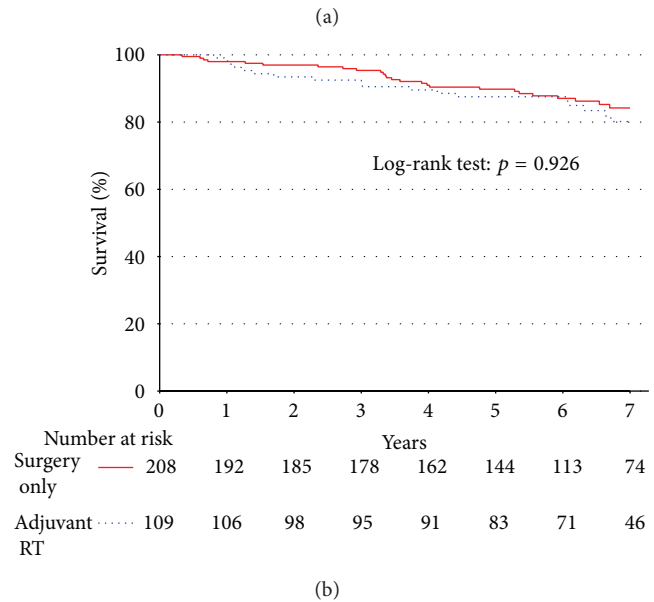 (a)
100
80
60
40
20
0
Survival (%)
Log-rank test: p = 0.926
0 1 2 3 4 5 6 7
Years
Number at risk
Surgery only 208 192 185 178 162 144 113 74
Adjuvant RT 109 106 98 95 91 83 71 46
(b)